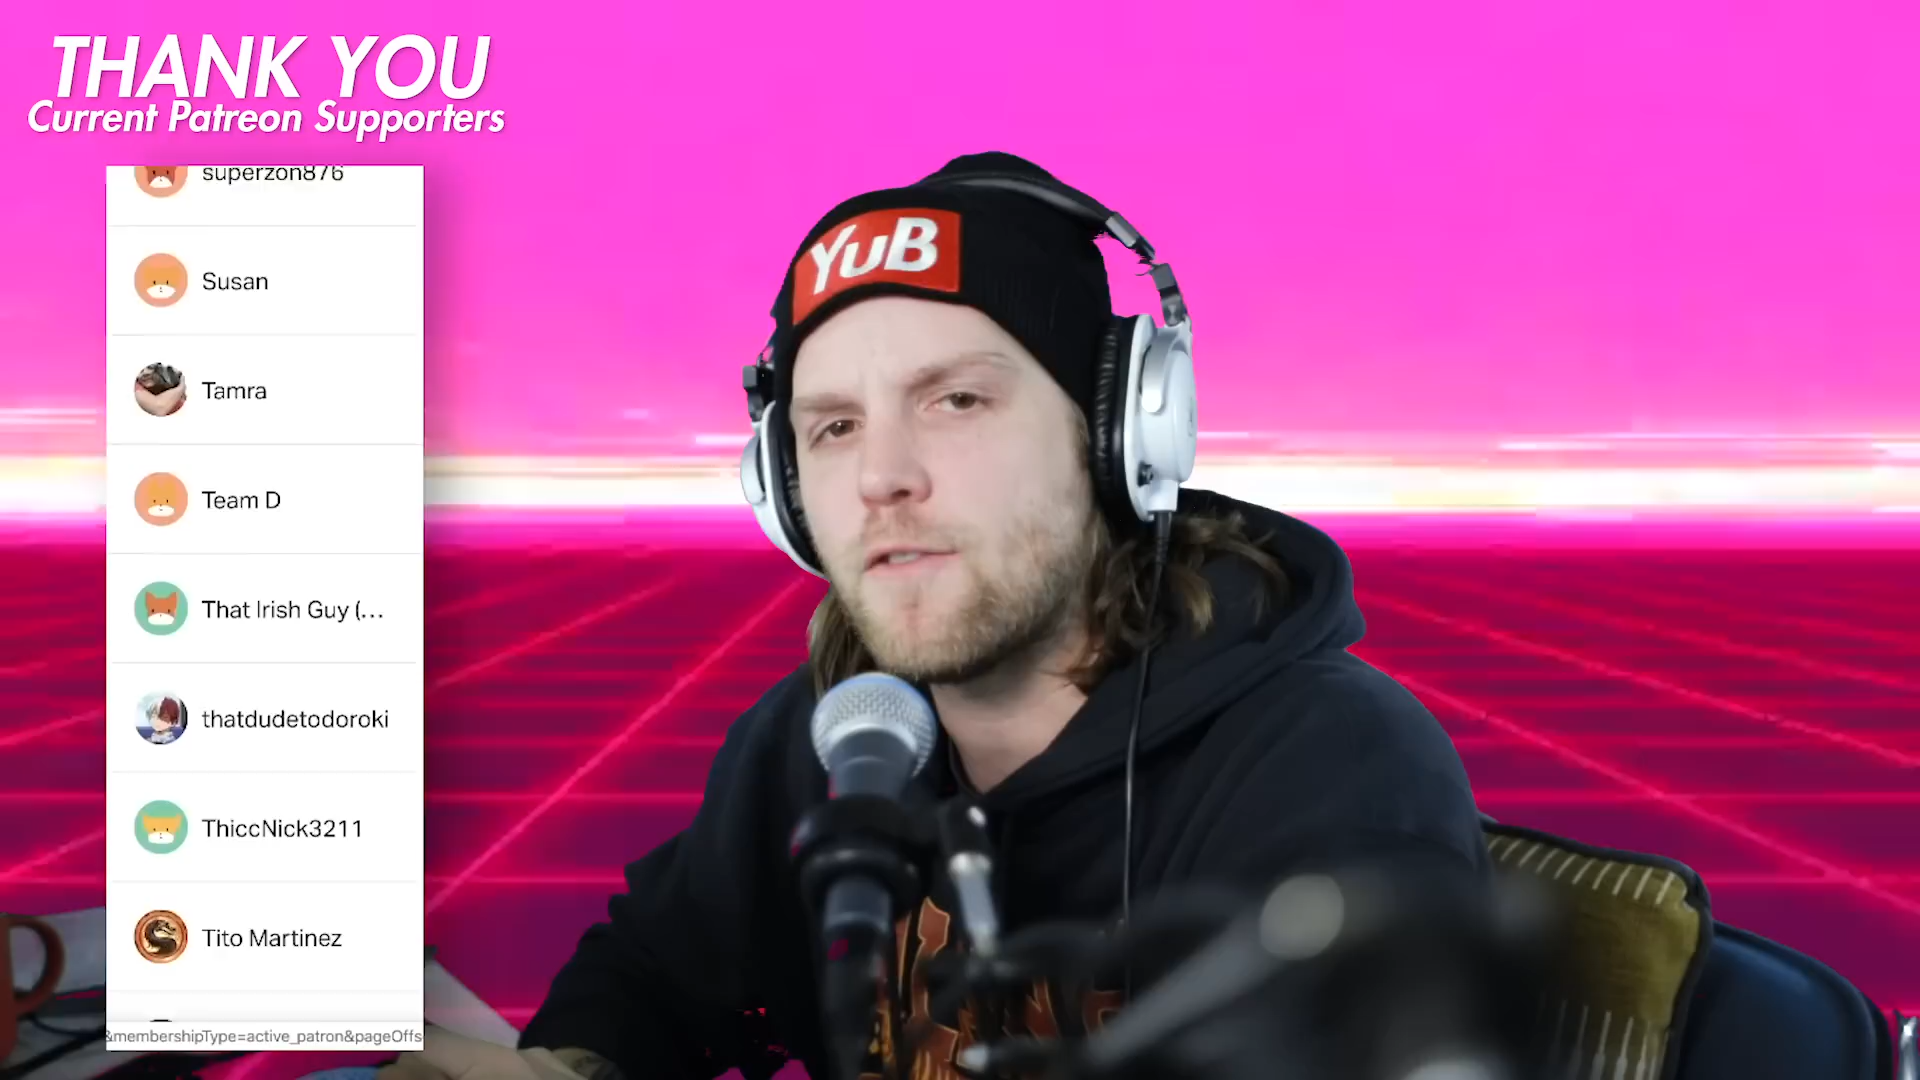 THANK YOU
Current Patreon Supporters
superzon876
Susan
Tamra
Team D
That Irish Guy (...
thatdudetodoroki
ThiccNick3211
Tito Martinez
&membershipType=active_patron&pageOffs
YuB